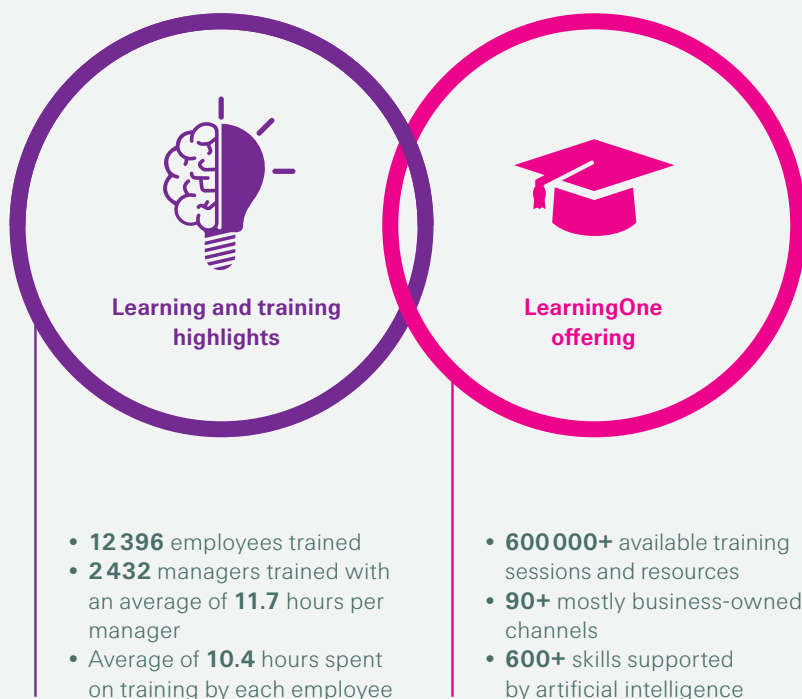 Learning and training
highlights
LearningOne
offering
• 12 396 employees trained
• 2 432 managers trained with
an average of 11.7 hours per
manager
• Average of 10.4 hours spent
on training by each employee
• 600 000+ available training
sessions and resources
• 90+ mostly business-owned
channels
• 600+ skills supported
by artificial intelligence